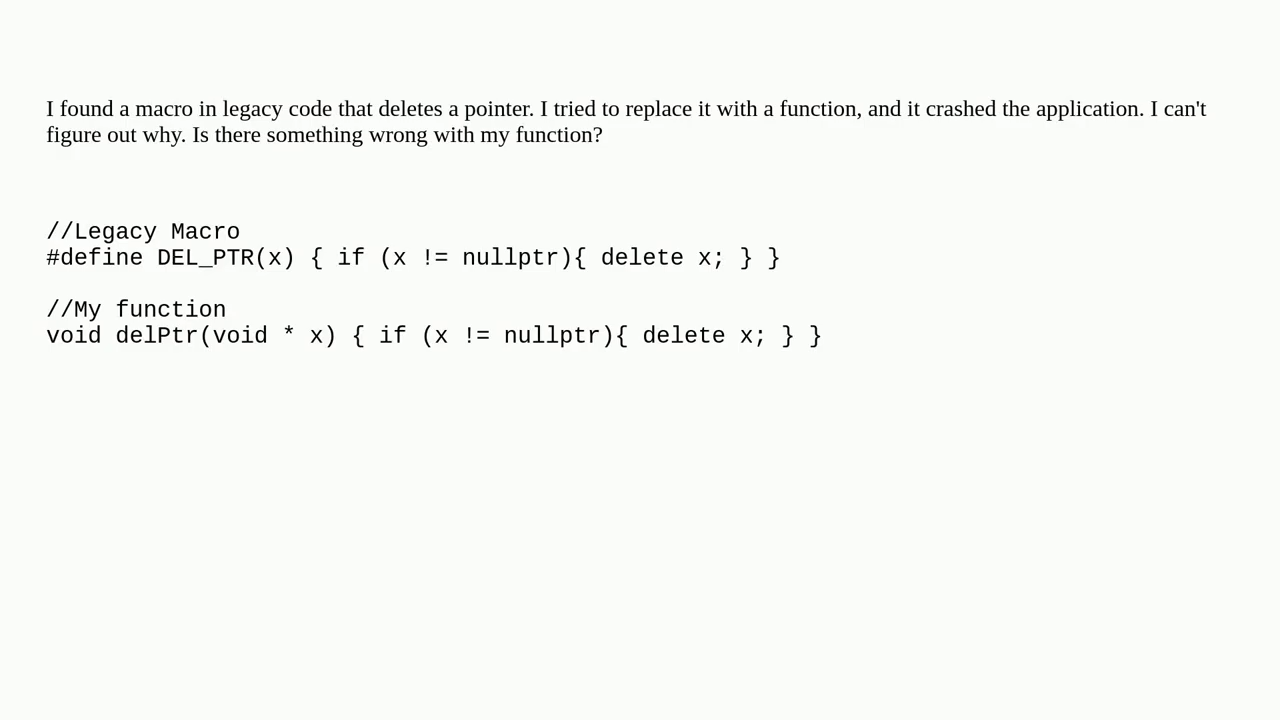 I found a macro in legacy code that deletes a pointer. I tried to replace it with a function, and it crashed the application. I can't
figure out why. Is there something wrong with my function?
//Legacy Macro
#define DEL_PTR(x) { if (x != nullptr){ delete x; } }
//My function
void delPtr(void * x) { if (x != nullptr){ delete x; } }